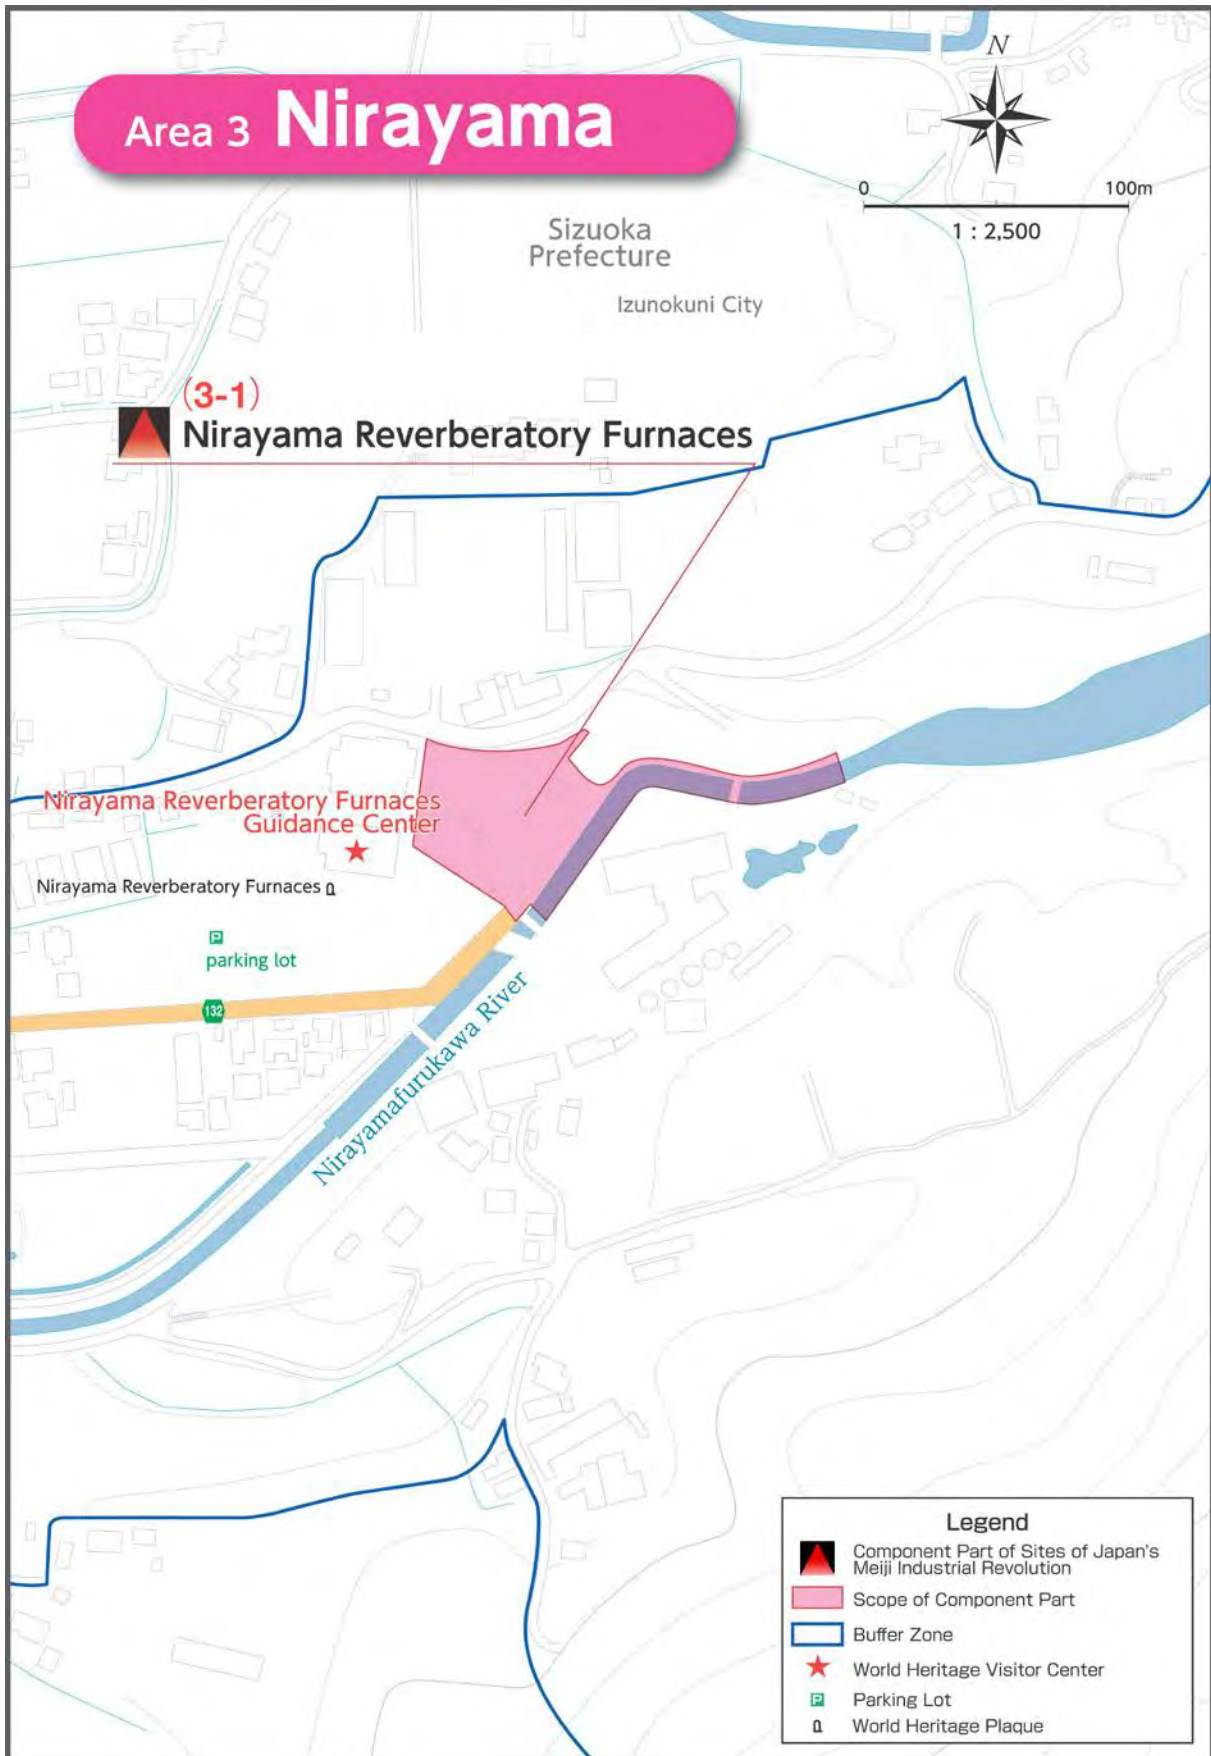 Area 3 Nirayama
N
0 100m
1 : 2,500
Sizuoka
Prefecture
Izunokuni City
(3-1)
Nirayama Reverberatory Furnaces
Nirayama Reverberatory Furnaces
Guidance Center
Nirayama Reverberatory Furnaces
P
parking lot
132
Nirayamafurukawa River
Legend
Component Part of Sites of Japan's
Meiji Industrial Revolution
Scope of Component Part
Buffer Zone
World Heritage Visitor Center
P Parking Lot
World Heritage Plaque